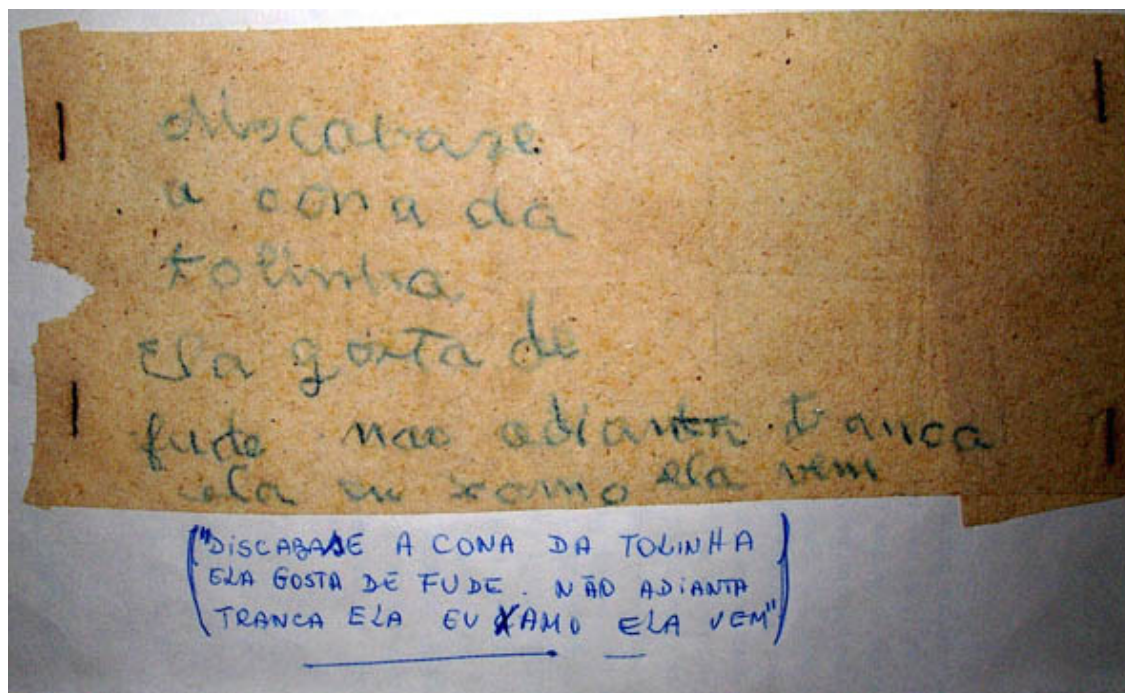 discabaze
a cona da
tolinha
Ela gosta de
fude nao adianta tranca
ela eu xamo ela vem
("DISCABASE A CONA DA TOLINHA
ELA GOSTA DE FUDE. NÃO ADIANTA
TRANCA ELA EU XAMO ELA VEM")